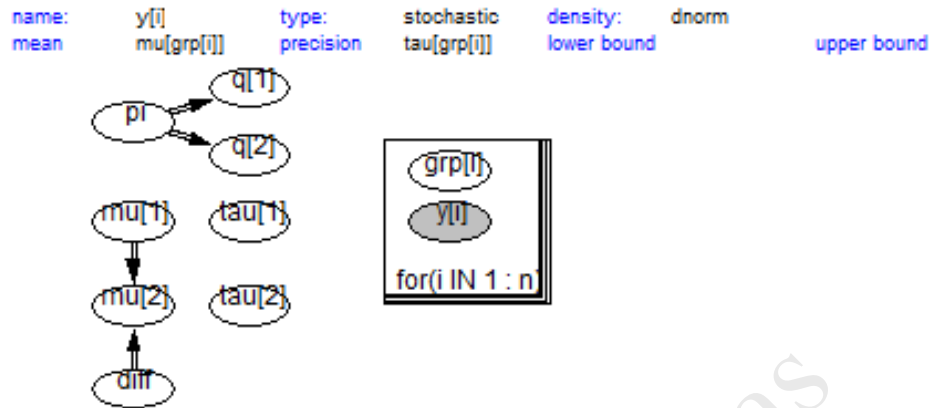 name: y[i] type: stochastic density: dnorm
mean mu[grp[i]] precision tau[grp[i]] lower bound upper bound
q[1]
pi
q[2]
grp[i]
mu[1] tau[1] y[i]
for(i IN 1 : n)
mu[2] tau[2]
diff